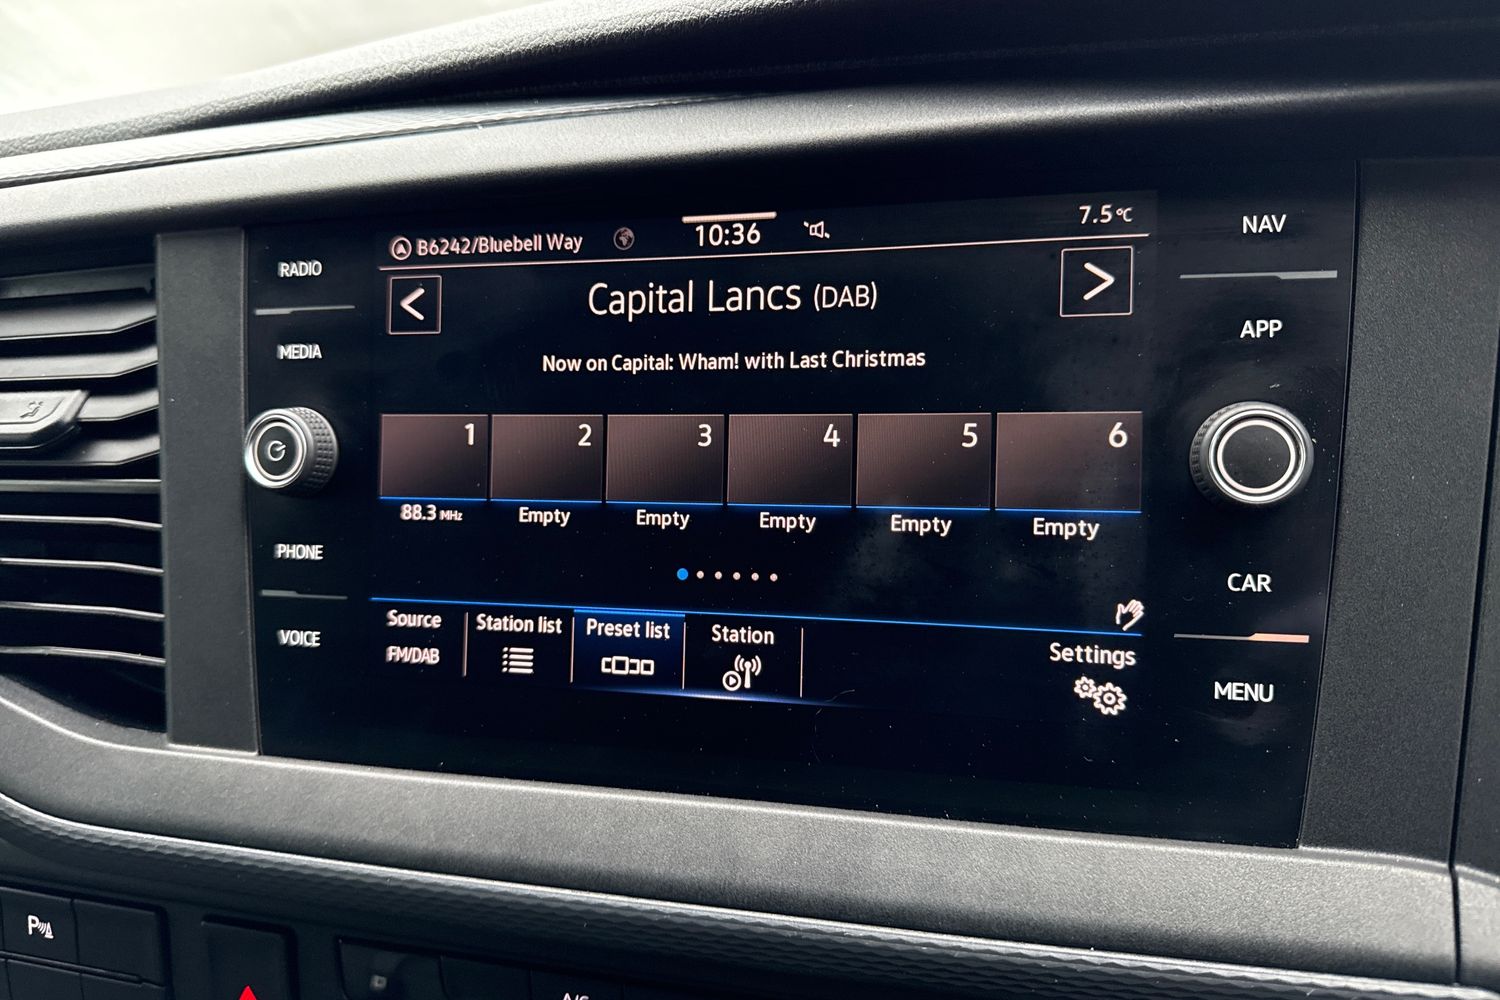 B6242/Bluebell Way
10:36
7.5°C
RADIO
MEDIA
PHONE
VOICE
NAV
APP
CAR
MENU
Capital Lancs (DAB)
Now on Capital: Wham! with Last Christmas
1 2 3 4 5 6
88.3 MHz Empty Empty Empty Empty Empty
Source Station list Preset list Station Settings
FM/DAB
P